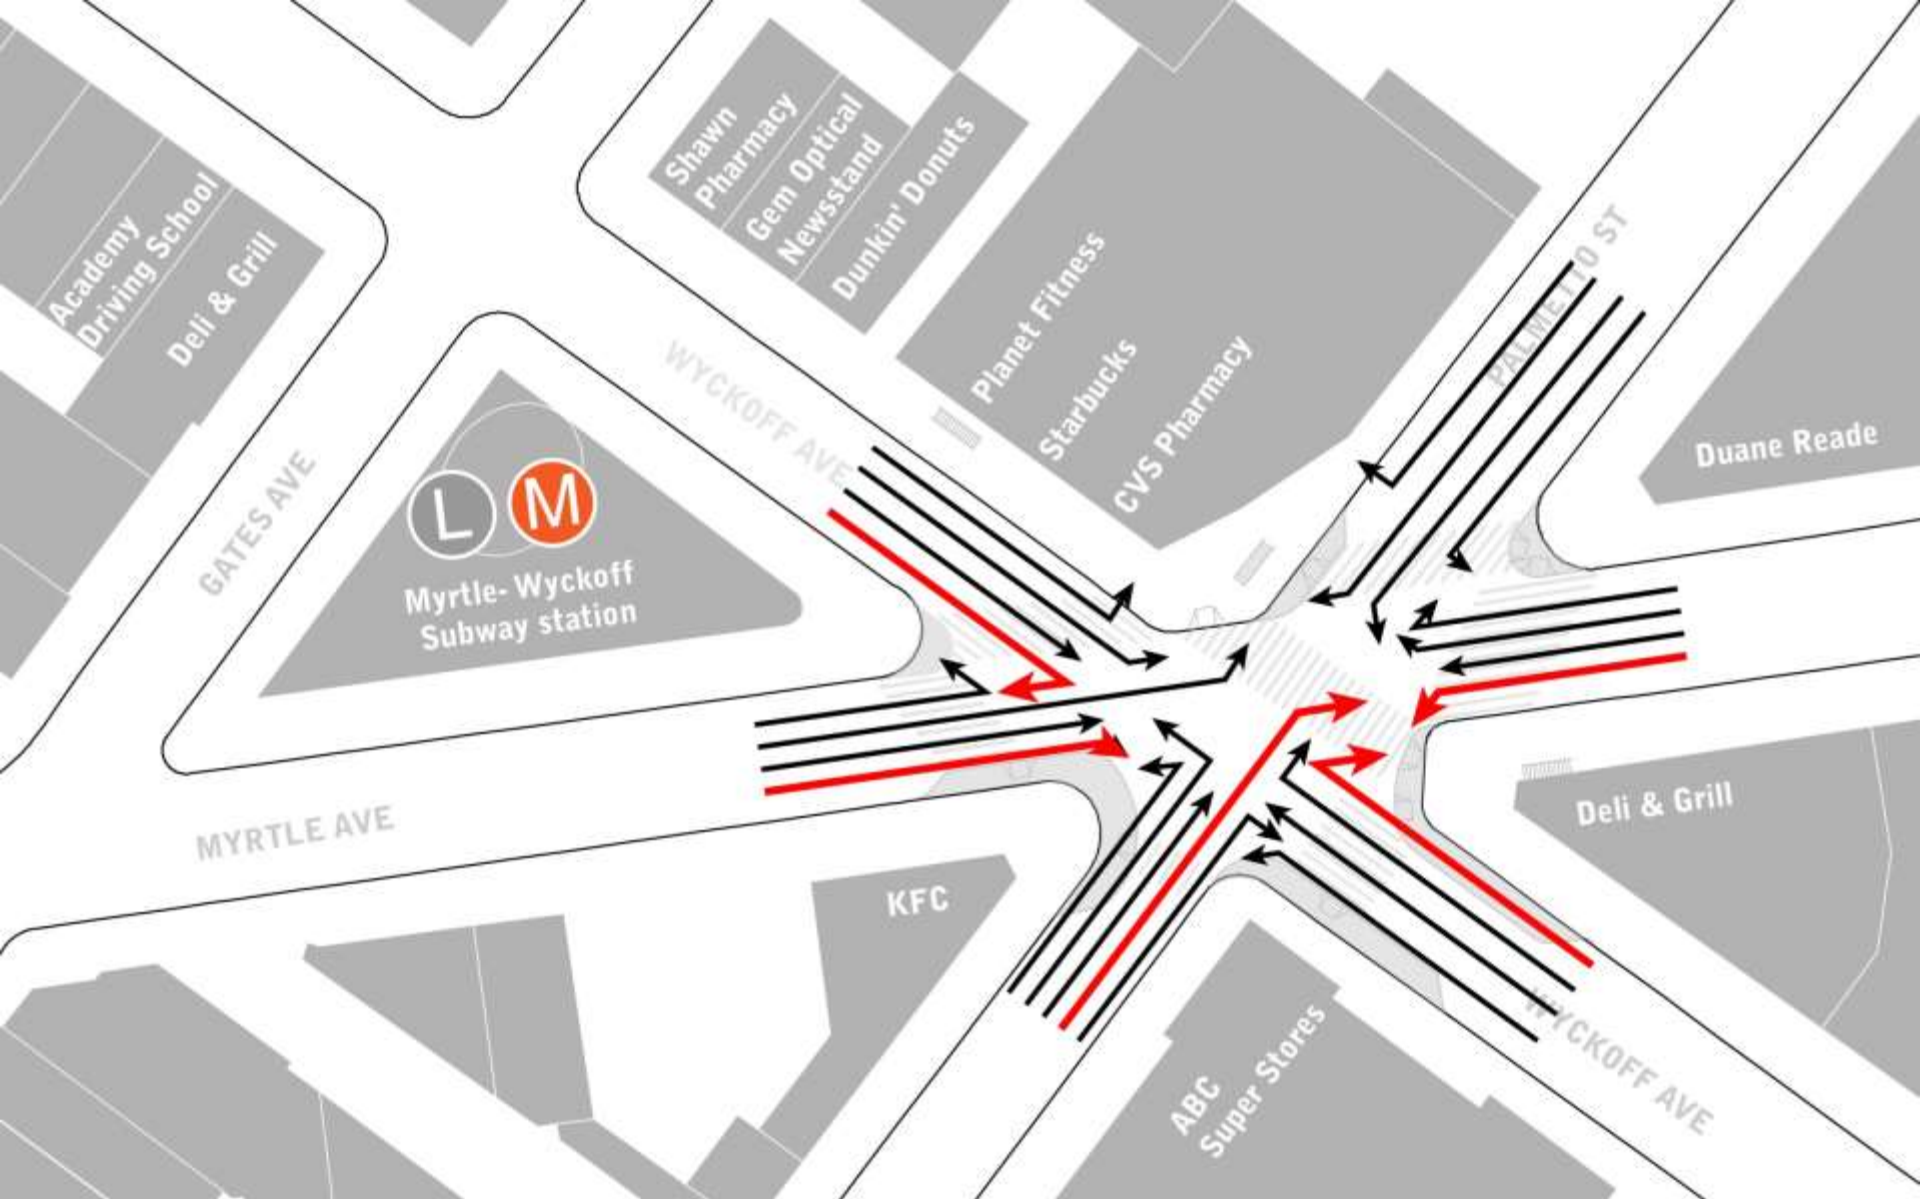 Shawn
Pharmacy
Gem Optical
Newsstand
Dunkin' Donuts
Academy
Driving School
Deli & Grill
Planet Fitness
Starbucks
CVS Pharmacy
PALMETTO ST
Duane Reade
WYCKOFF AVE
GATES AVE
L M
Myrtle- Wyckoff
Subway station
MYRTLE AVE
KFC
Deli & Grill
ABC
Super Stores
WYCKOFF AVE